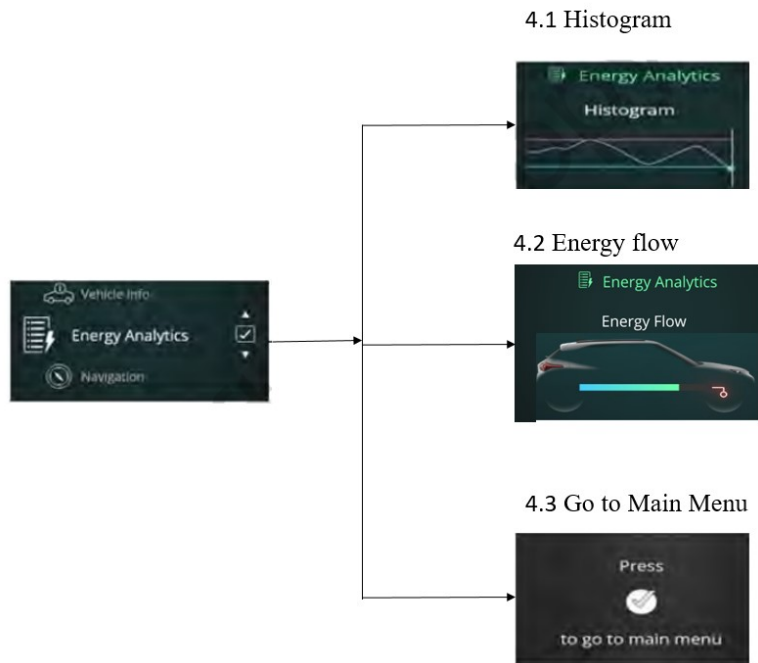 4.1 Histogram
Energy Analytics
Histogram
4.2 Energy flow
Energy Analytics
Energy Flow
Vehicle Info
Energy Analytics
Navigation
4.3 Go to Main Menu
Press
to go to main menu